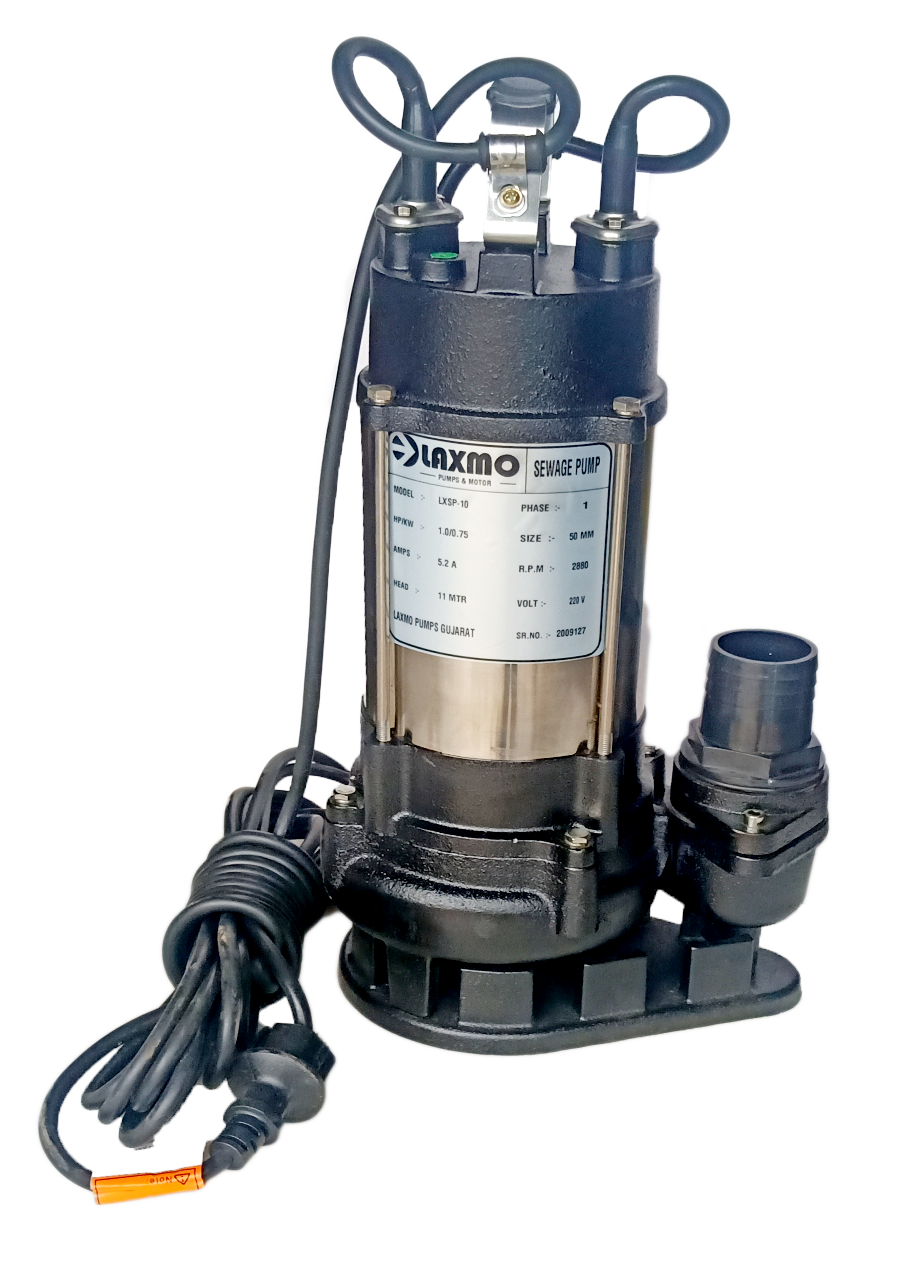 LAXMO
PUMPS & MOTOR
SEWAGE PUMP
MODEL :- LXSP-10
PHASE :- 1
HP/KW :- 1.0/0.75
SIZE :- 50 MM
AMPS :- 5.2 A
R.P.M :- 2880
HEAD :- 11 MTR
VOLT :- 220 V
LAXMO PUMPS GUJARAT
SR.NO. :- 2009127
Note